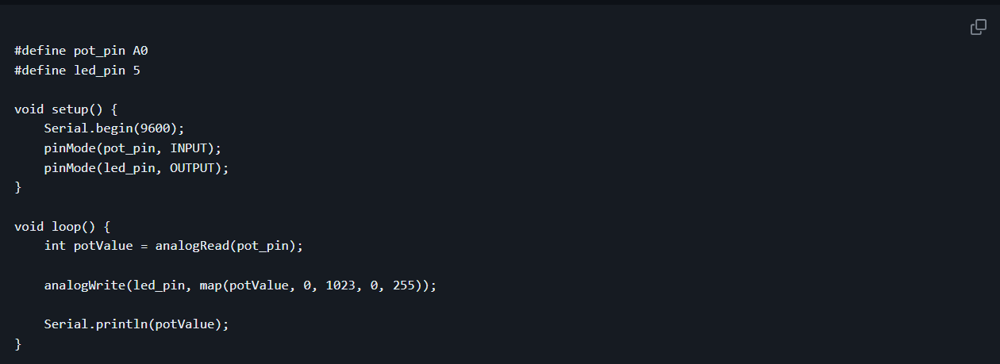 #define pot_pin A0
#define led_pin 5
void setup() {
    Serial.begin(9600);
    pinMode(pot_pin, INPUT);
    pinMode(led_pin, OUTPUT);
}
void loop() {
    int potValue = analogRead(pot_pin);
    analogWrite(led_pin, map(potValue, 0, 1023, 0, 255));
    Serial.println(potValue);
}